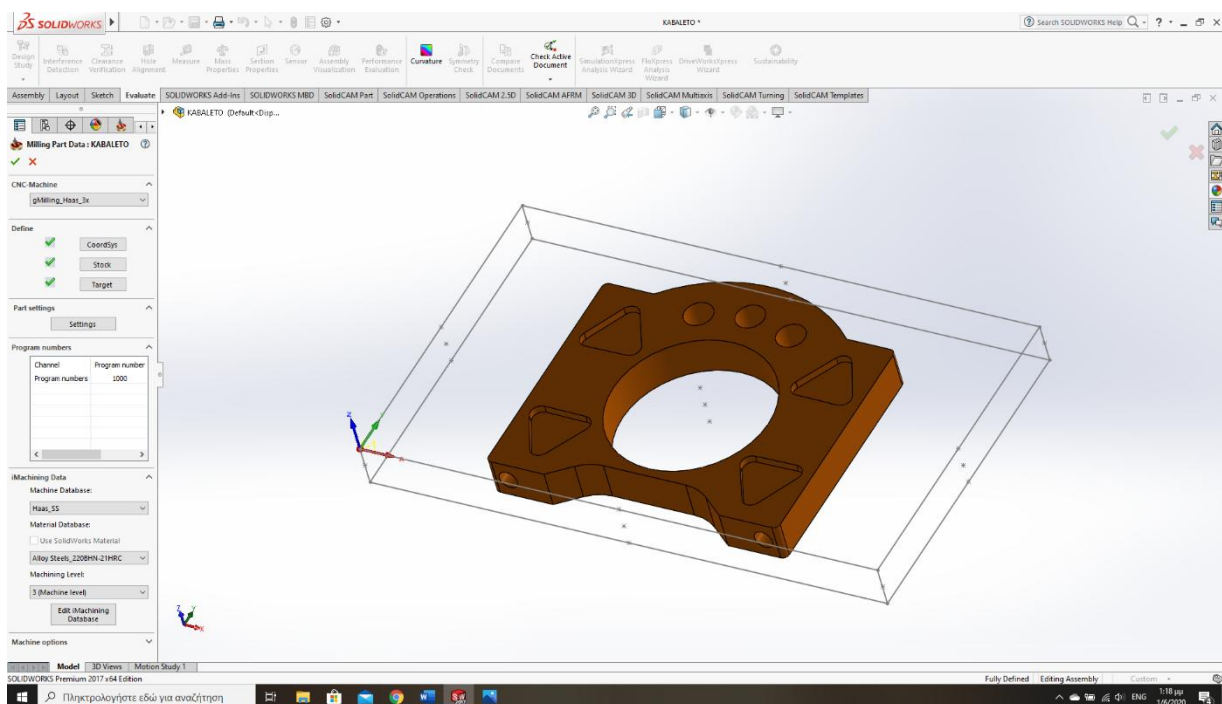 SOLIDWORKS
KABALETO *
Search SOLIDWORKS Help
Design Study
Interference Detection
Clearance Verification
Hole Alignment
Measure
Mass Properties
Section Properties
Sensor
Assembly Visualization
Performance Evaluation
Curvature
Symmetry Check
Compare Documents
Check Active Document
SimulationXpress Analysis Wizard
FloXpress Analysis Wizard
DriveWorksXpress Wizard
Sustainability
Assembly Layout Sketch Evaluate SOLIDWORKS Add-Ins SOLIDWORKS MBD SolidCAM Part SolidCAM Operations SolidCAM 2.5D SolidCAM AFRM SolidCAM 3D SolidCAM Multiaxis SolidCAM Turning SolidCAM Templates
KABALETO (Default<Disp...
Milling Part Data : KABALETO
CNC-Machine
gMilling_Haas_3x
Define
CoordSys
Stock
Target
Part settings
Settings
Program numbers
Channel Program number
Program numbers 1000
iMachining Data
Machine Database:
Haas_SS
Material Database:
Use SolidWorks Material
Alloy Steels_220BHN-21HRC
Machining Level:
3 (Machine level)
Edit iMachining
Database
Machine options
Z
Y
X
Model 3D Views Motion Study 1
SOLIDWORKS Premium 2017 x64 Edition
Fully Defined Editing Assembly Custom
Πληκτρολογήστε εδώ για αναζήτηση
ENG
1:18 μμ
1/6/2020